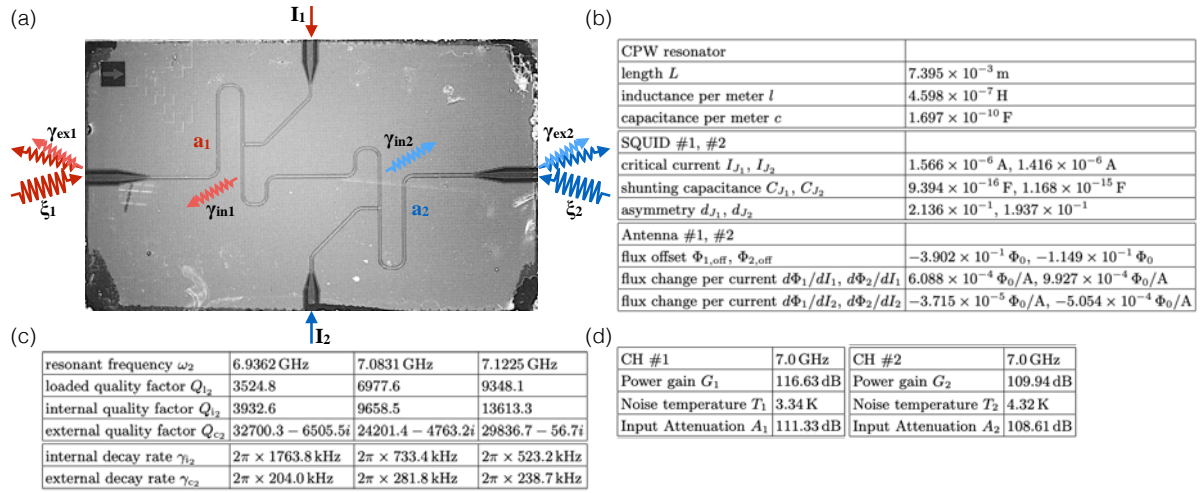 (a)
I₁
γex1
a₁
γin2
γex2
ξ₁
γin1
a₂
ξ₂
I₂
(b)
CPW resonator
length L 7.395 × 10⁻³ m
inductance per meter l 4.598 × 10⁻⁷ H
capacitance per meter c 1.697 × 10⁻¹⁰ F
SQUID #1, #2
critical current I_J₁, I_J₂ 1.566 × 10⁻⁶ A, 1.416 × 10⁻⁶ A
shunting capacitance C_J₁, C_J₂ 9.394 × 10⁻¹⁶ F, 1.168 × 10⁻¹⁵ F
asymmetry d_J₁, d_J₂ 2.136 × 10⁻¹, 1.937 × 10⁻¹
Antenna #1, #2
flux offset Φ₁,off, Φ₂,off −3.902 × 10⁻¹ Φ₀, −1.149 × 10⁻¹ Φ₀
flux change per current dΦ₁/dI₁, dΦ₂/dI₁ 6.088 × 10⁻⁴ Φ₀/A, 9.927 × 10⁻⁴ Φ₀/A
flux change per current dΦ₁/dI₂, dΦ₂/dI₂ −3.715 × 10⁻⁵ Φ₀/A, −5.054 × 10⁻⁴ Φ₀/A
(c)
resonant frequency ω₂ 6.9362 GHz 7.0831 GHz 7.1225 GHz
loaded quality factor Q_l₂ 3524.8 6977.6 9348.1
internal quality factor Q_i₂ 3932.6 9658.5 13613.3
external quality factor Q_c₂ 32700.3 − 6505.5i 24201.4 − 4763.2i 29836.7 − 56.7i
internal decay rate γ_i₂ 2π × 1763.8 kHz 2π × 733.4 kHz 2π × 523.2 kHz
external decay rate γ_c₂ 2π × 204.0 kHz 2π × 281.8 kHz 2π × 238.7 kHz
(d)
CH #1 7.0 GHz
Power gain G₁ 116.63 dB
Noise temperature T₁ 3.34 K
Input Attenuation A₁ 111.33 dB
CH #2 7.0 GHz
Power gain G₂ 109.94 dB
Noise temperature T₂ 4.32 K
Input Attenuation A₂ 108.61 dB